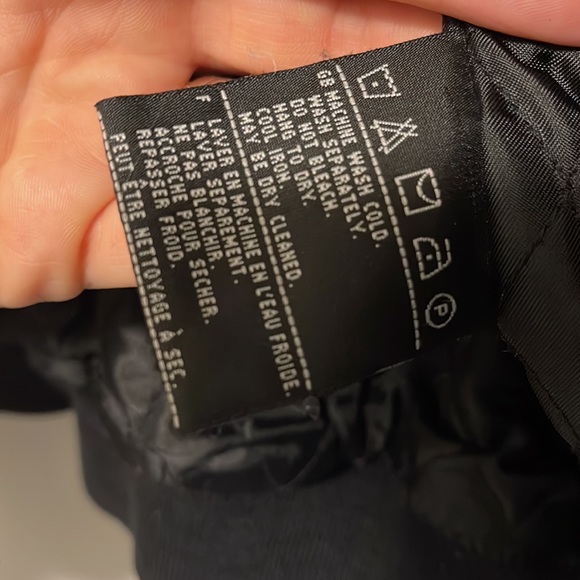 GB MACHINE WASH COLD.
WASH SEPARATELY.
DO NOT BLEACH.
HANG TO DRY.
COOL IRON
MAY BE DRY CLEANED.
F LAVER EN MACHINE EN L'EAU FROIDE.
LAVER SEPAREMENT.
NE PAS BLANCHIR.
ACCROCHE POUR SECHER.
REPASSER FROID.
PEUT ÊTRE NETTOYAGE À SEC.
P